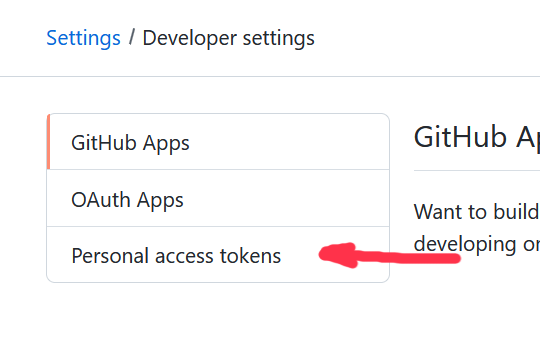 Settings / Developer settings
GitHub Apps
OAuth Apps
Personal access tokens
GitHub Ap
Want to build
developing or